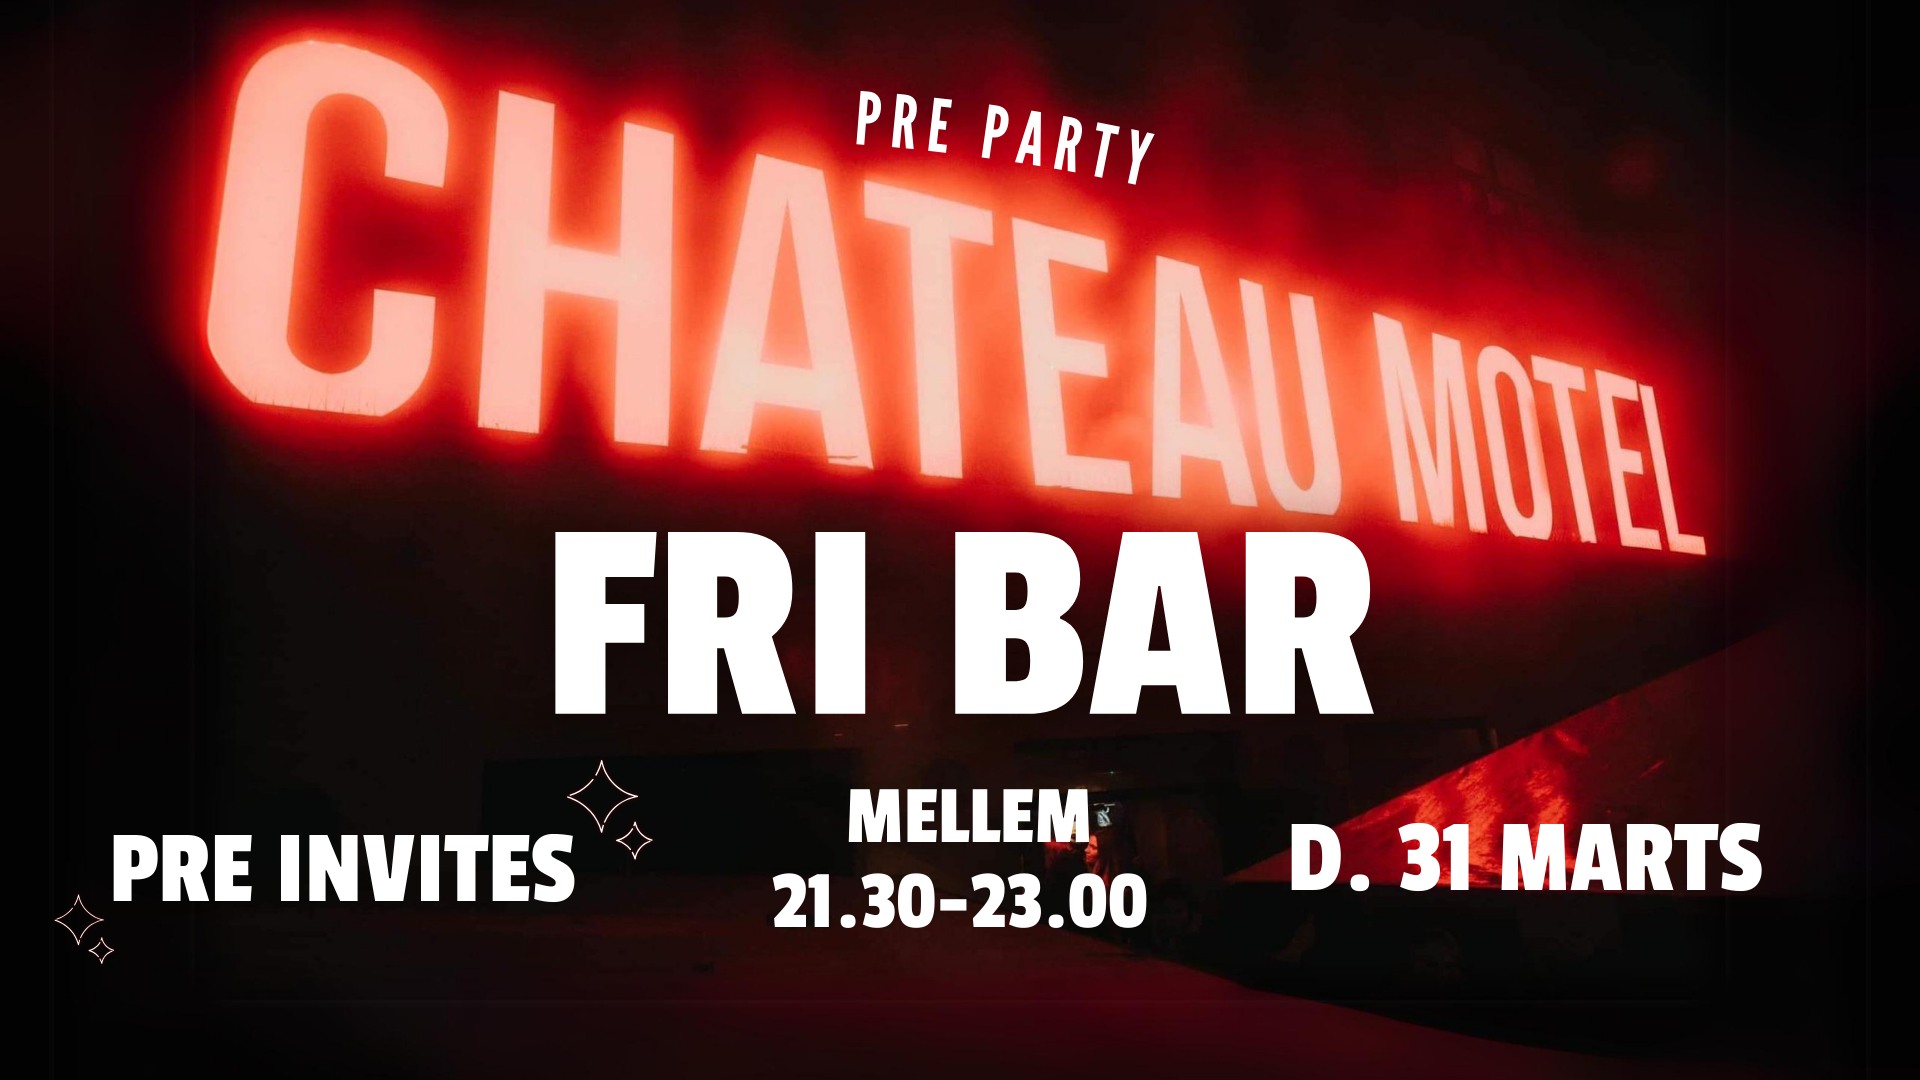 PRE PARTY
CHATEAU MOTEL
FRI BAR
PRE INVITES
MELLEM
21.30-23.00
D. 31 MARTS